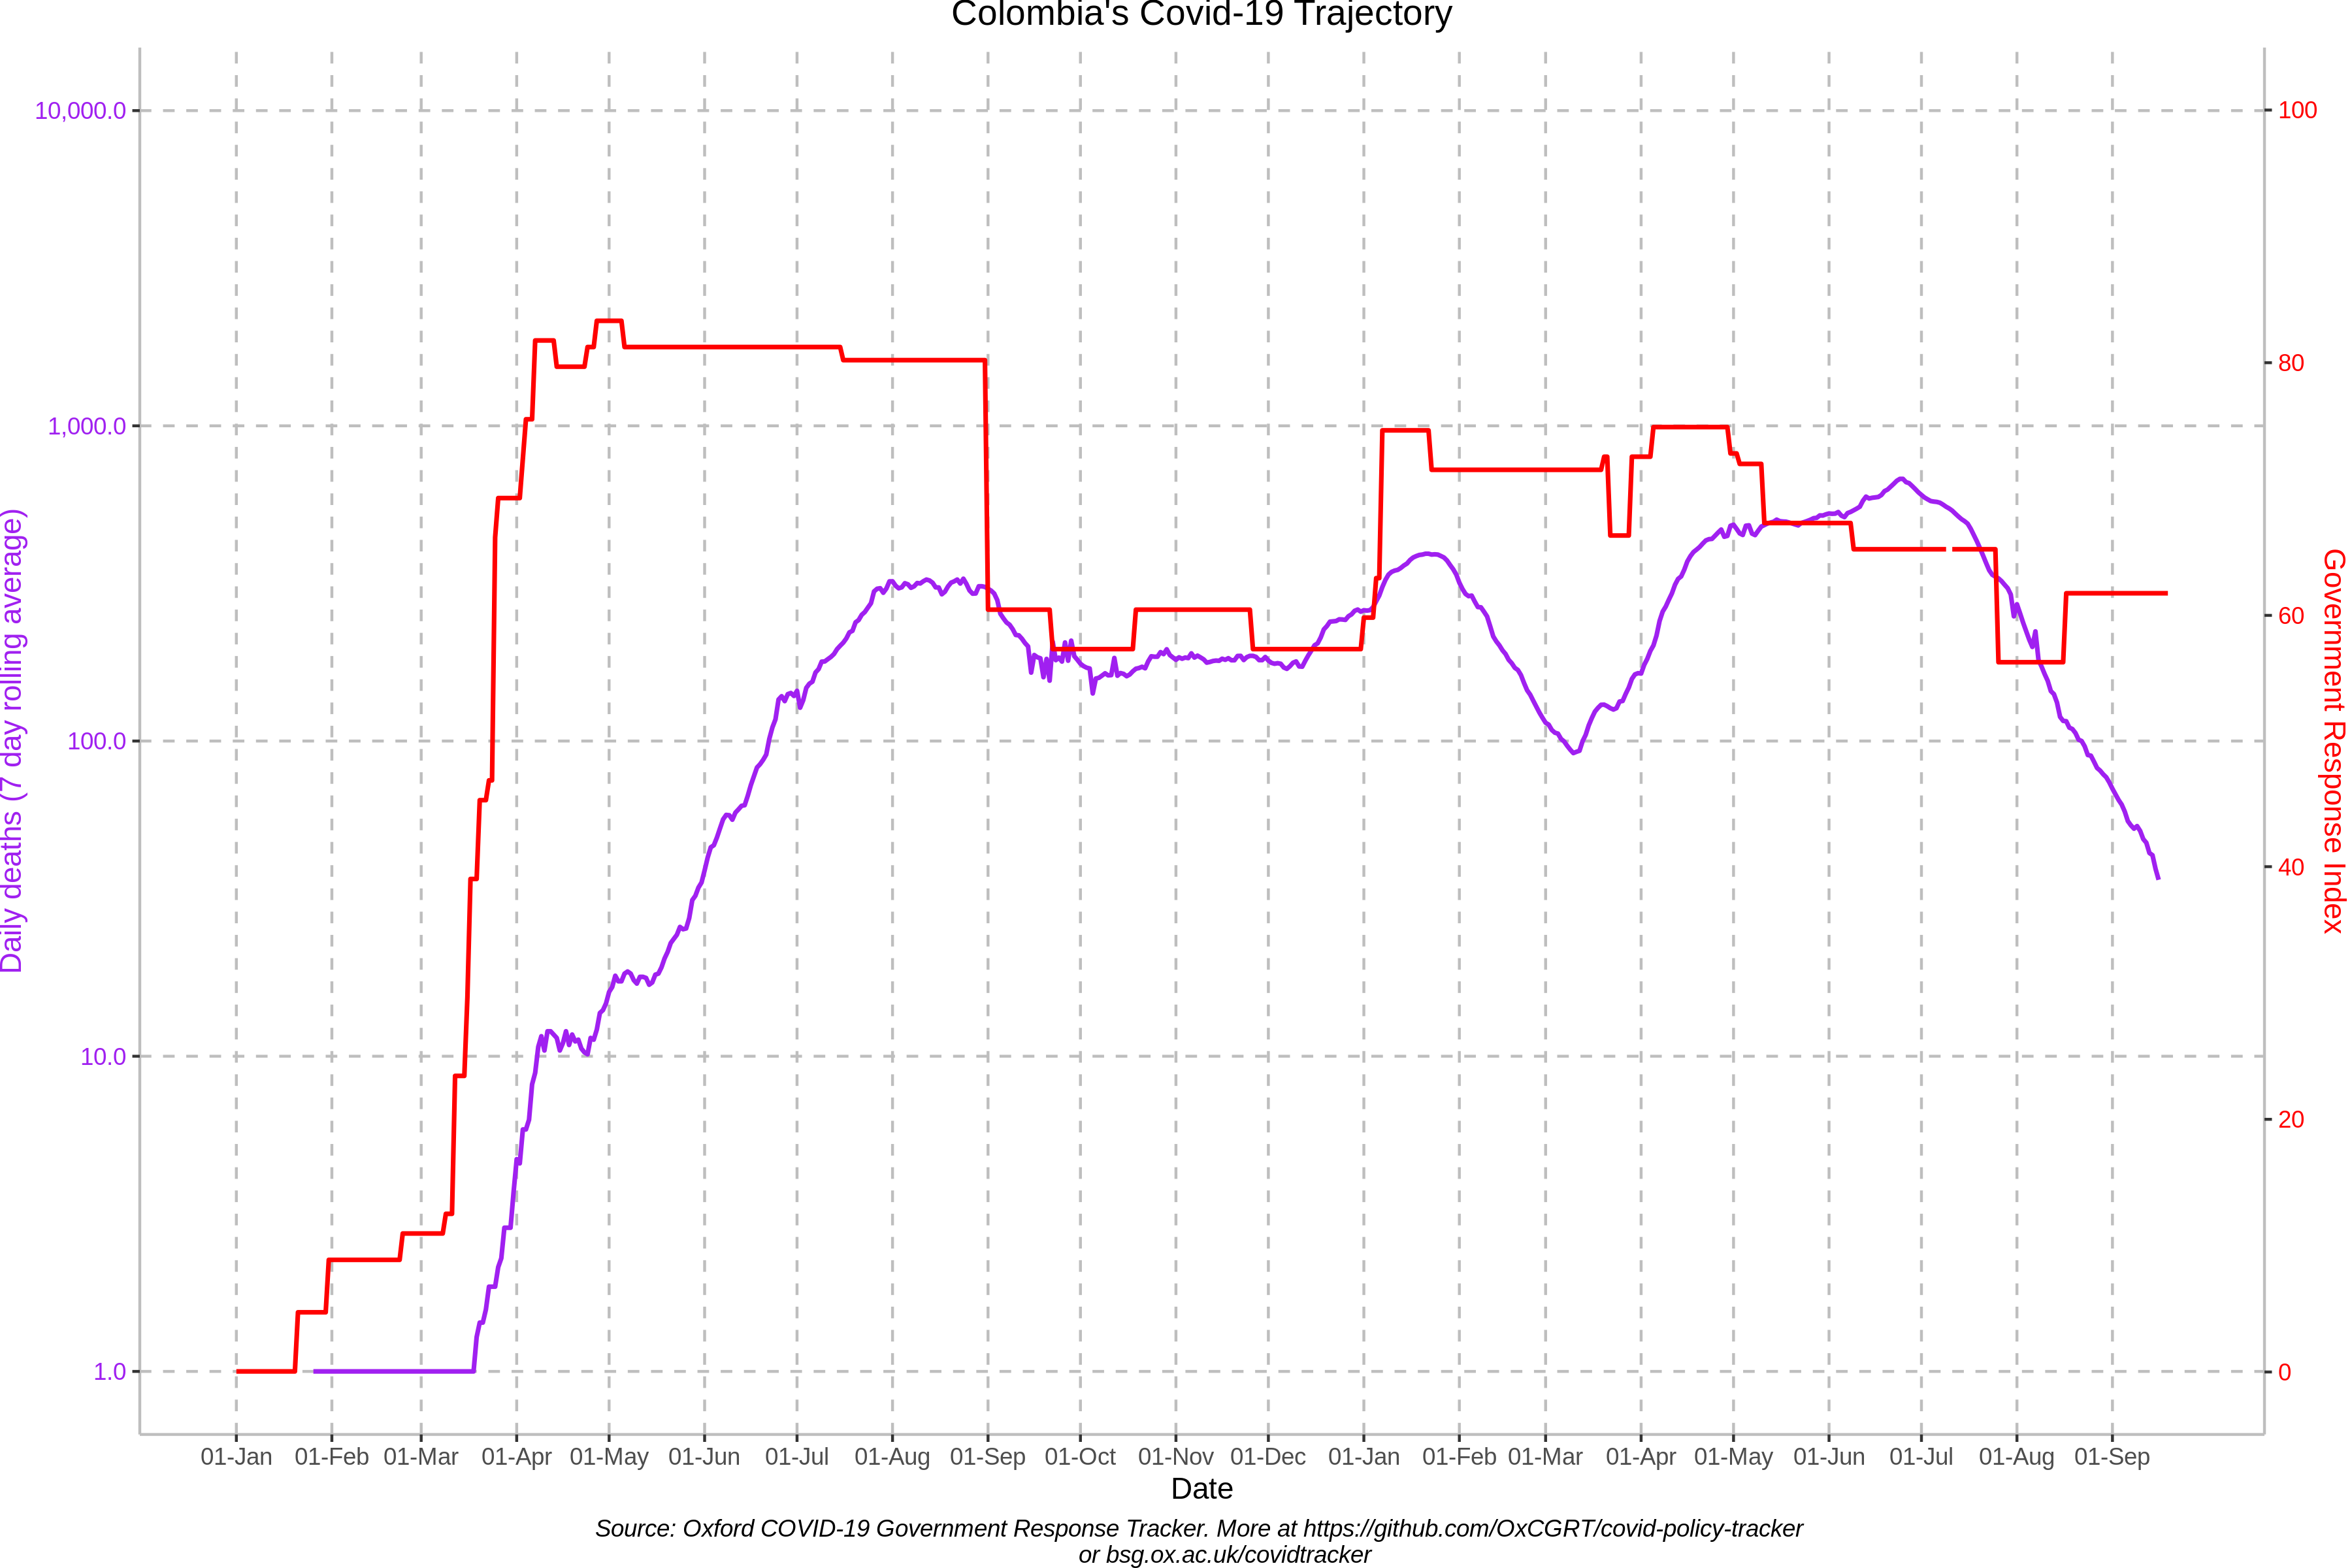 Colombia's Covid-19 Trajectory
10,000.0
1,000.0
100.0
10.0
1.0
Daily deaths (7 day rolling average)
100
80
60
40
20
0
Government Response Index
01-Jan 01-Feb 01-Mar 01-Apr 01-May 01-Jun 01-Jul 01-Aug 01-Sep 01-Oct 01-Nov 01-Dec 01-Jan 01-Feb 01-Mar 01-Apr 01-May 01-Jun 01-Jul 01-Aug 01-Sep
Date
Source: Oxford COVID-19 Government Response Tracker. More at https://github.com/OxCGRT/covid-policy-tracker
or bsg.ox.ac.uk/covidtracker